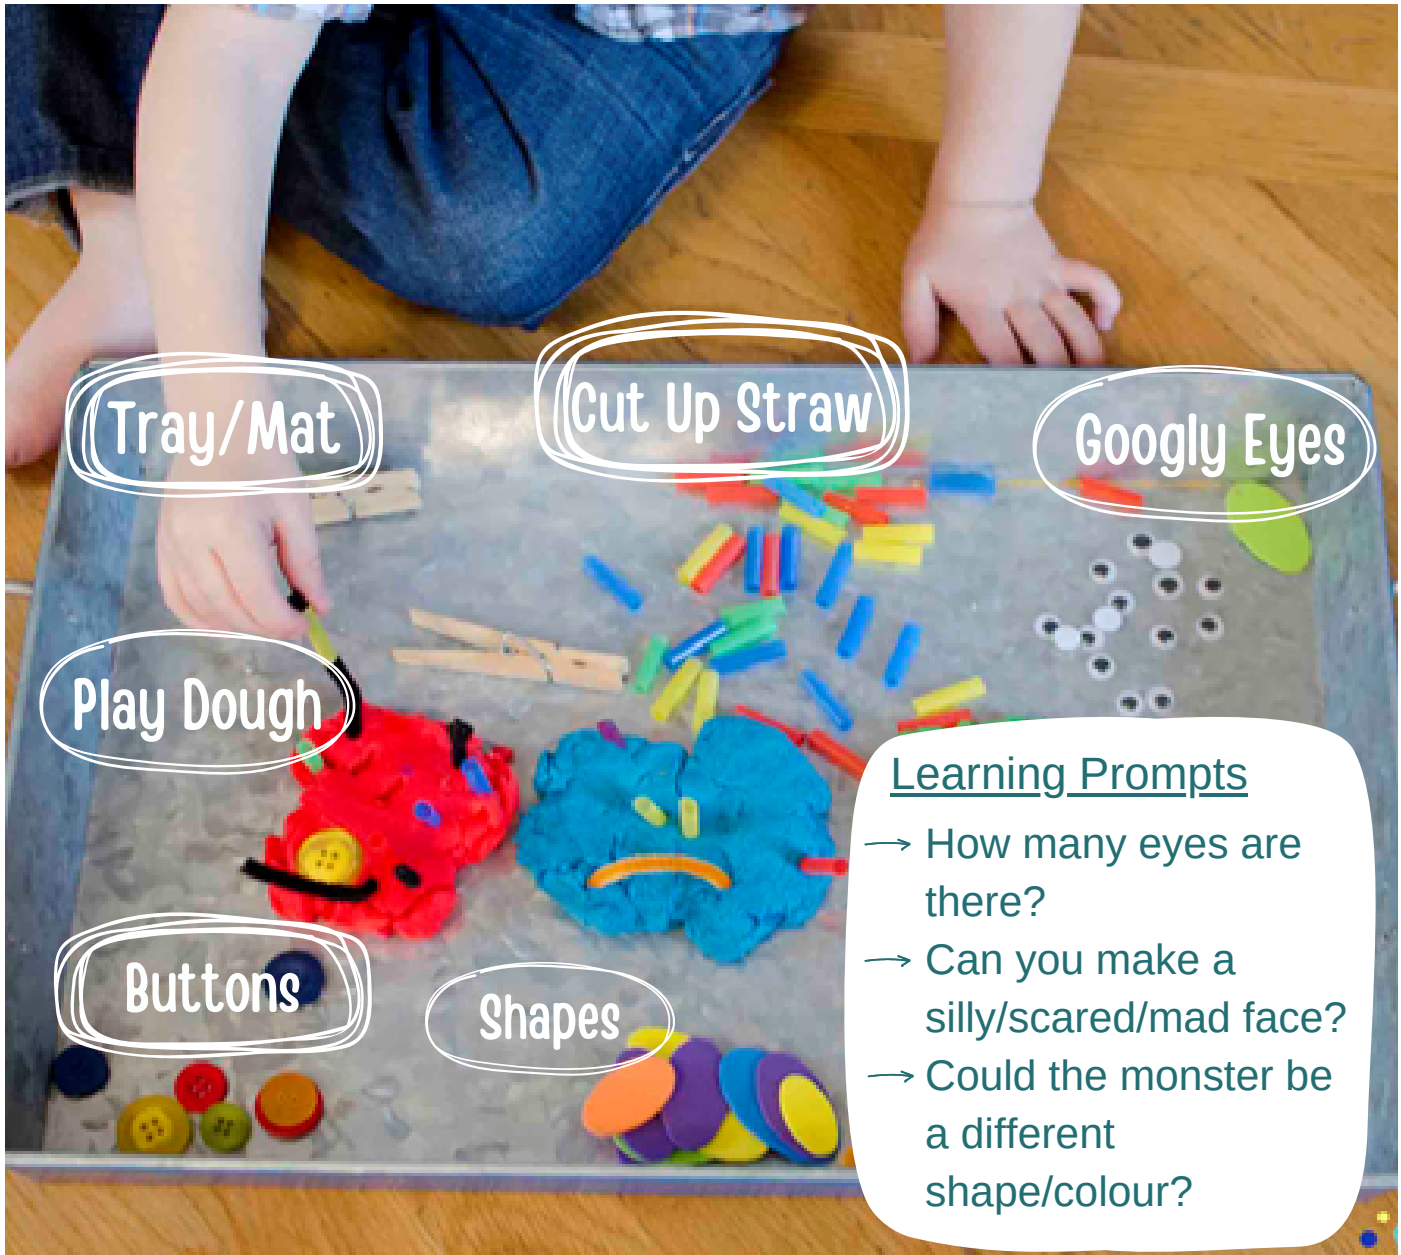 Tray/Mat
Cut Up Straw
Googly Eyes
Play Dough
Buttons
Shapes
Learning Prompts
→ How many eyes are
there?
→ Can you make a
silly/scared/mad face?
→ Could the monster be
a different
shape/colour?